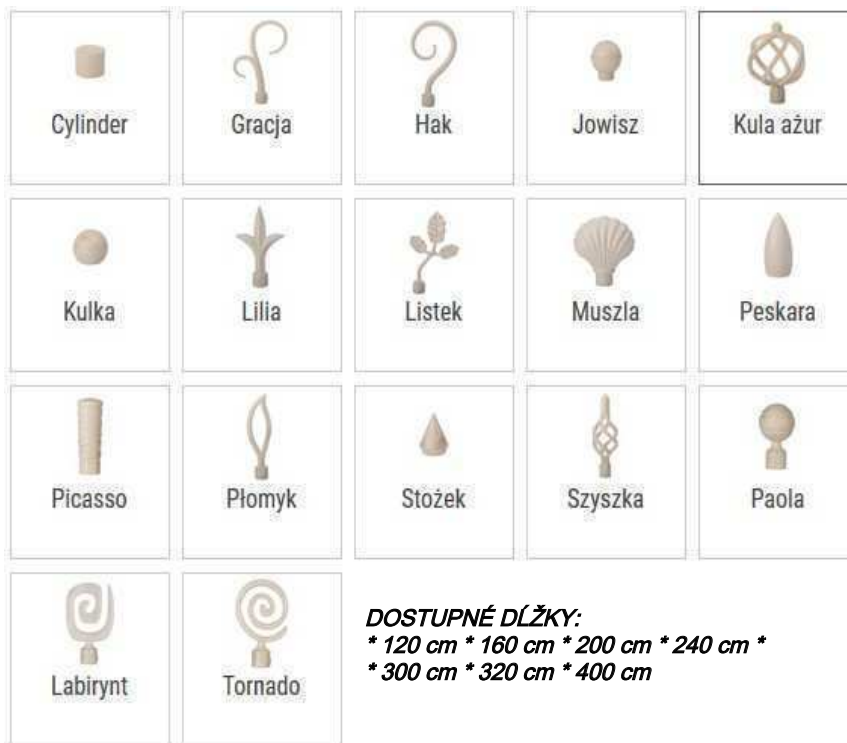 Cylinder
Gracja
Hak
Jowisz
Kula ażur
Kulka
Lilia
Listek
Muszla
Peskara
Picasso
Płomyk
Stożek
Szyszka
Paola
Labirynt
Tornado
DOSTUPNÉ DĹŽKY:
* 120 cm * 160 cm * 200 cm * 240 cm *
* 300 cm * 320 cm * 400 cm